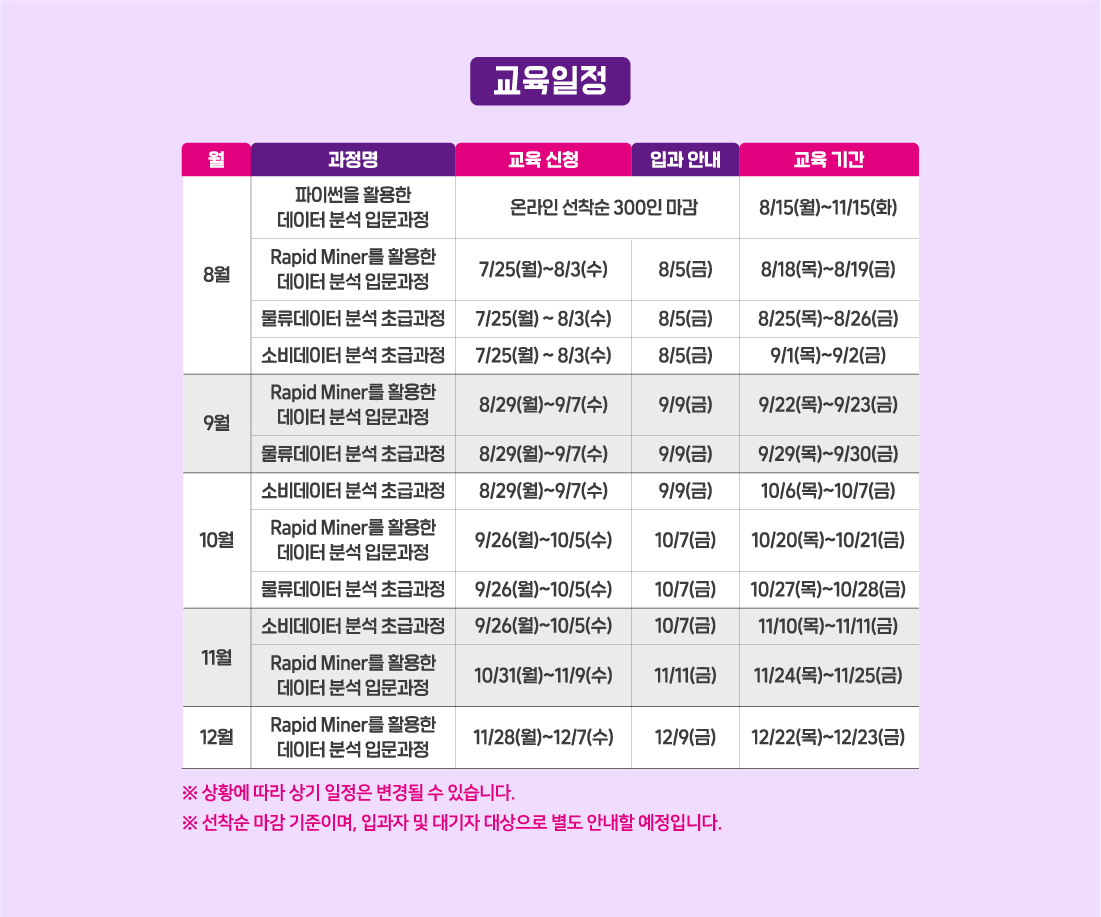 교육일정
월 과정명 교육 신청 입과 안내 교육 기간
8월
파이썬을 활용한
데이터 분석 입문과정
온라인 선착순 300인 마감 8/15(월)~11/15(화)
Rapid Miner를 활용한
데이터 분석 입문과정
7/25(월)~8/3(수) 8/5(금) 8/18(목)~8/19(금)
물류데이터 분석 초급과정 7/25(월) ~ 8/3(수) 8/5(금) 8/25(목)~8/26(금)
소비데이터 분석 초급과정 7/25(월) ~ 8/3(수) 8/5(금) 9/1(목)~9/2(금)
9월
Rapid Miner를 활용한
데이터 분석 입문과정
8/29(월)~9/7(수) 9/9(금) 9/22(목)~9/23(금)
물류데이터 분석 초급과정 8/29(월)~9/7(수) 9/9(금) 9/29(목)~9/30(금)
10월
소비데이터 분석 초급과정 8/29(월)~9/7(수) 9/9(금) 10/6(목)~10/7(금)
Rapid Miner를 활용한
데이터 분석 입문과정
9/26(월)~10/5(수) 10/7(금) 10/20(목)~10/21(금)
물류데이터 분석 초급과정 9/26(월)~10/5(수) 10/7(금) 10/27(목)~10/28(금)
11월
소비데이터 분석 초급과정 9/26(월)~10/5(수) 10/7(금) 11/10(목)~11/11(금)
Rapid Miner를 활용한
데이터 분석 입문과정
10/31(월)~11/9(수) 11/11(금) 11/24(목)~11/25(금)
12월
Rapid Miner를 활용한
데이터 분석 입문과정
11/28(월)~12/7(수) 12/9(금) 12/22(목)~12/23(금)
※ 상황에 따라 상기 일정은 변경될 수 있습니다.
※ 선착순 마감 기준이며, 입과자 및 대기자 대상으로 별도 안내할 예정입니다.